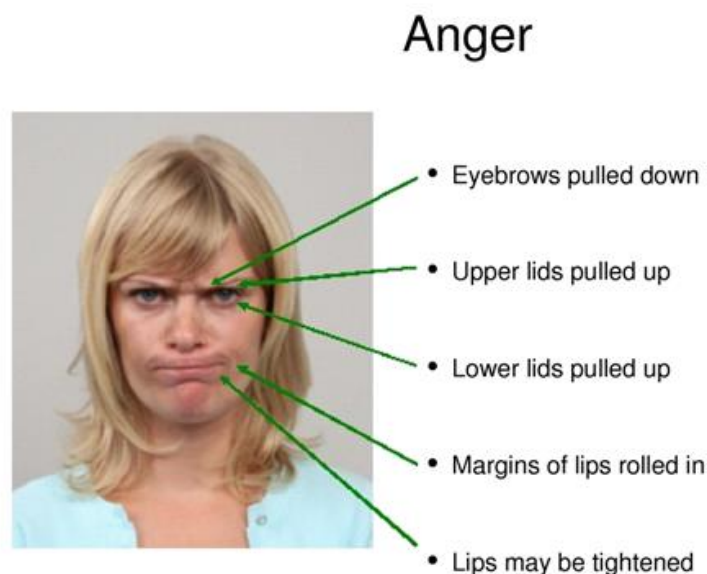 Anger
• Eyebrows pulled down
• Upper lids pulled up
• Lower lids pulled up
• Margins of lips rolled in
• Lips may be tightened